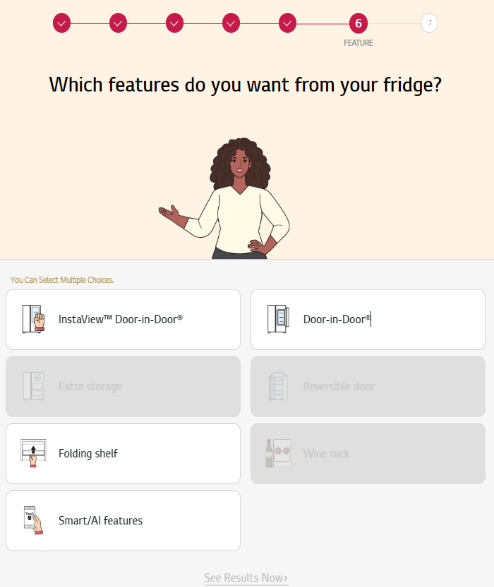 6
7
FEATURE
Which features do you want from your fridge?
You Can Select Multiple Choices.
InstaView™ Door-in-Door®
Door-in-Door®
Extra storage
Reversible door
Folding shelf
Wine rack
Smart/AI features
See Results Now›